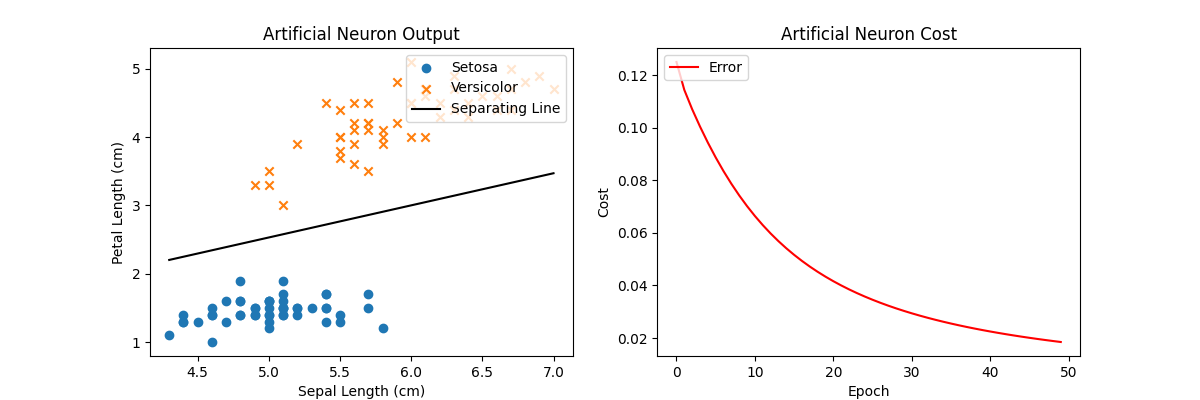 Artificial Neuron Output
Setosa
Versicolor
Separating Line
Petal Length (cm)
5
4
3
2
1
4.5 5.0 5.5 6.0 6.5 7.0
Sepal Length (cm)
Artificial Neuron Cost
Error
Cost
0.12
0.10
0.08
0.06
0.04
0.02
0 10 20 30 40 50
Epoch